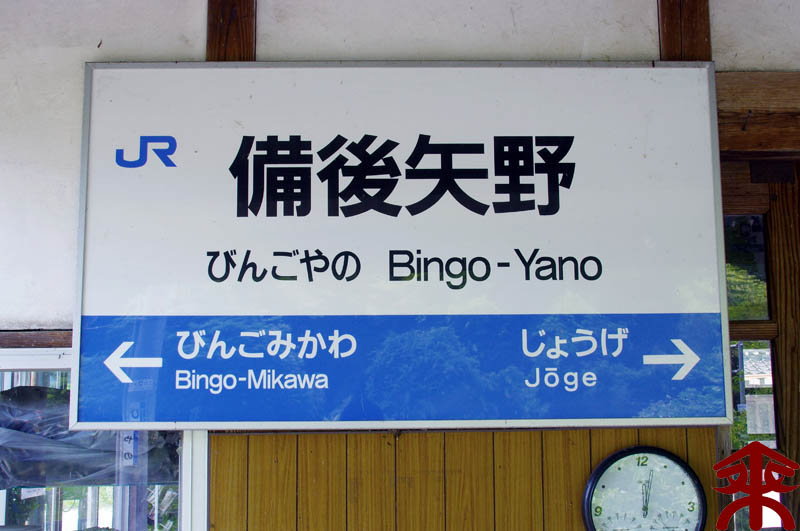 JR
備後矢野
びんごやの Bingo-Yano
← びんごみかわ
Bingo-Mikawa
じょうげ →
Jōge
12